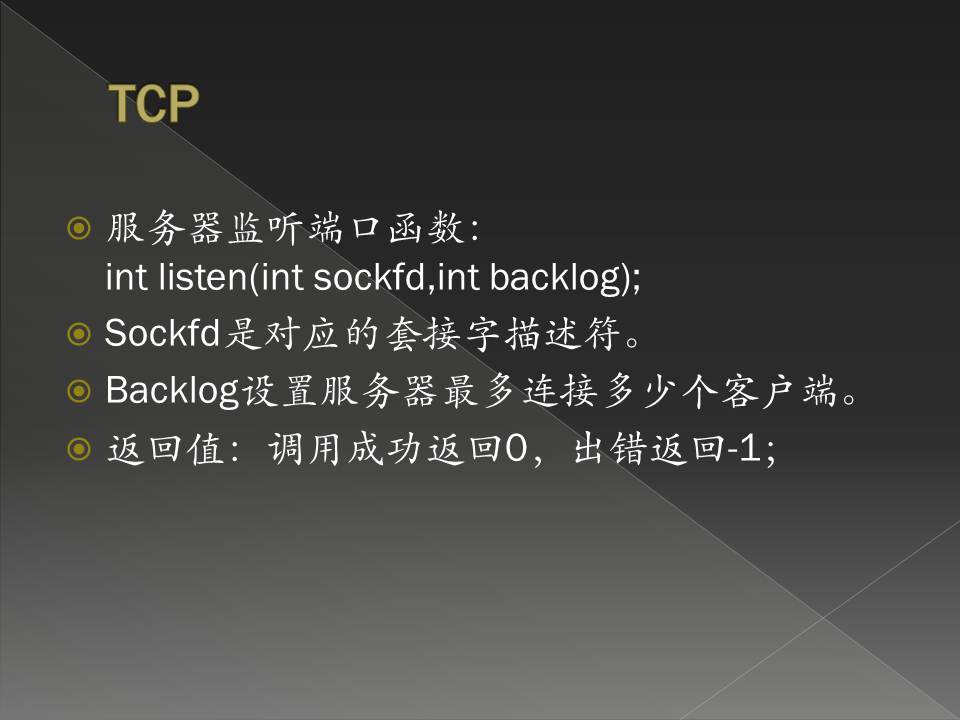 TCP
服务器监听端口函数：
int listen(int sockfd,int backlog);
Sockfd是对应的套接字描述符。
Backlog设置服务器最多连接多少个客户端。
返回值：调用成功返回0，出错返回-1；